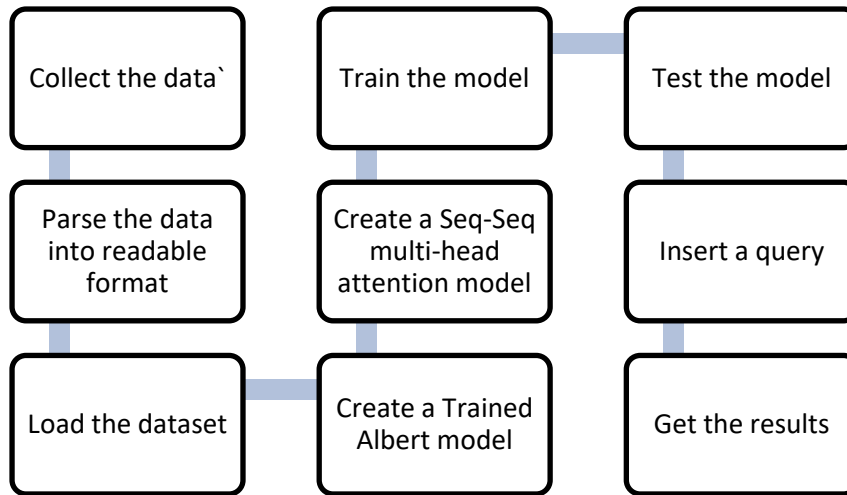 Collect the data`
Parse the data
into readable
format
Load the dataset
Create a Trained
Albert model
Create a Seq-Seq
multi-head
attention model
Train the model
Test the model
Insert a query
Get the results